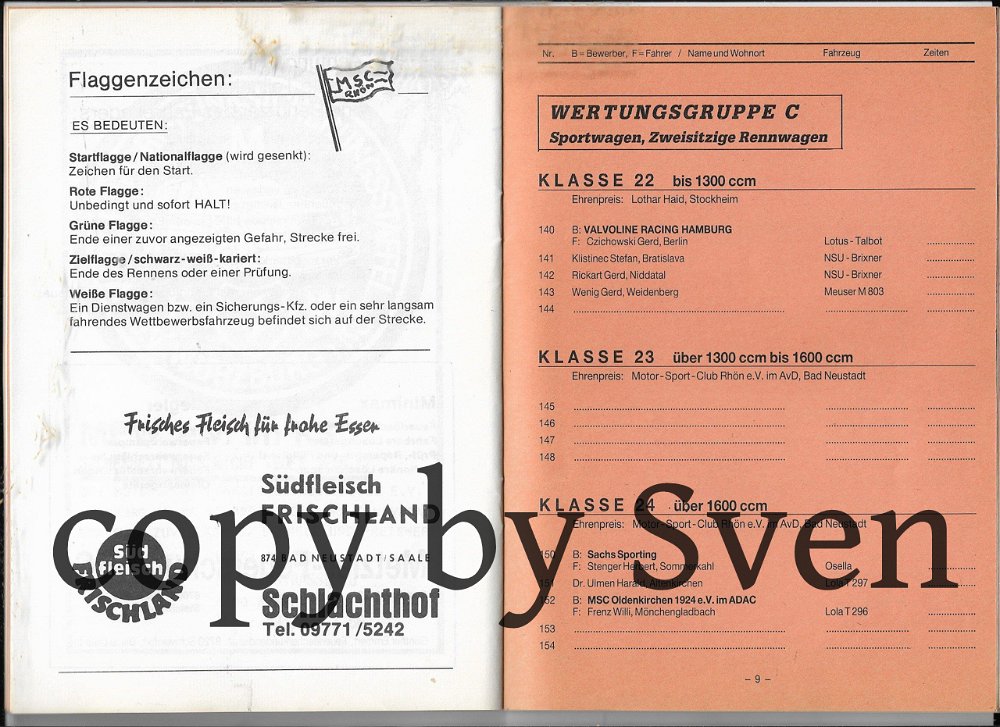 Flaggenzeichen:
MSC
RHÖN
ES BEDEUTEN:
Startflagge/Nationalflagge (wird gesenkt):
Zeichen für den Start.
Rote Flagge:
Unbedingt und sofort HALT!
Grüne Flagge:
Ende einer zuvor angezeigten Gefahr, Strecke frei.
Zielflagge/schwarz-weiß-kariert:
Ende des Rennens oder einer Prüfung.
Weiße Flagge:
Ein Dienstwagen bzw. ein Sicherungs-Kfz. oder ein sehr langsam
fahrendes Wettbewerbsfahrzeug befindet sich auf der Strecke.
Frisches Fleisch für frohe Esser
Südfleisch
FRISCHLAND
874 BAD NEUSTADT/SAALE
Schlachthof
Tel. 09771/5242
Süd
fleisch
FRISCHLAND
Nr. B=Bewerber, F=Fahrer / Name und Wohnort Fahrzeug Zeiten
WERTUNGSGRUPPE C
Sportwagen, Zweisitzige Rennwagen
KLASSE 22 bis 1300 ccm
Ehrenpreis: Lothar Haid, Stockheim
140 B: VALVOLINE RACING HAMBURG
F: Czichowski Gerd, Berlin Lotus-Talbot
141 Klistinec Stefan, Bratislava NSU-Brixner
142 Rickart Gerd, Niddatal NSU-Brixner
143 Wenig Gerd, Weidenberg Meuser M 803
144
KLASSE 23 über 1300 ccm bis 1600 ccm
Ehrenpreis: Motor-Sport-Club Rhön e.V. im AvD, Bad Neustadt
145
146
147
148
KLASSE 24 über 1600 ccm
Ehrenpreis: Motor-Sport-Club Rhön e.V. im AvD, Bad Neustadt
150 B: Sachs Sporting
F: Stenger Herbert, Sommerkahl Osella
151 Dr. Ulmen Harald, Altenkirchen Lola T 297
152 B: MSC Oldenkirchen 1924 e.V. im ADAC
F: Frenz Willi, Mönchengladbach Lola T 296
153
154
– 9 –
copy by Sven